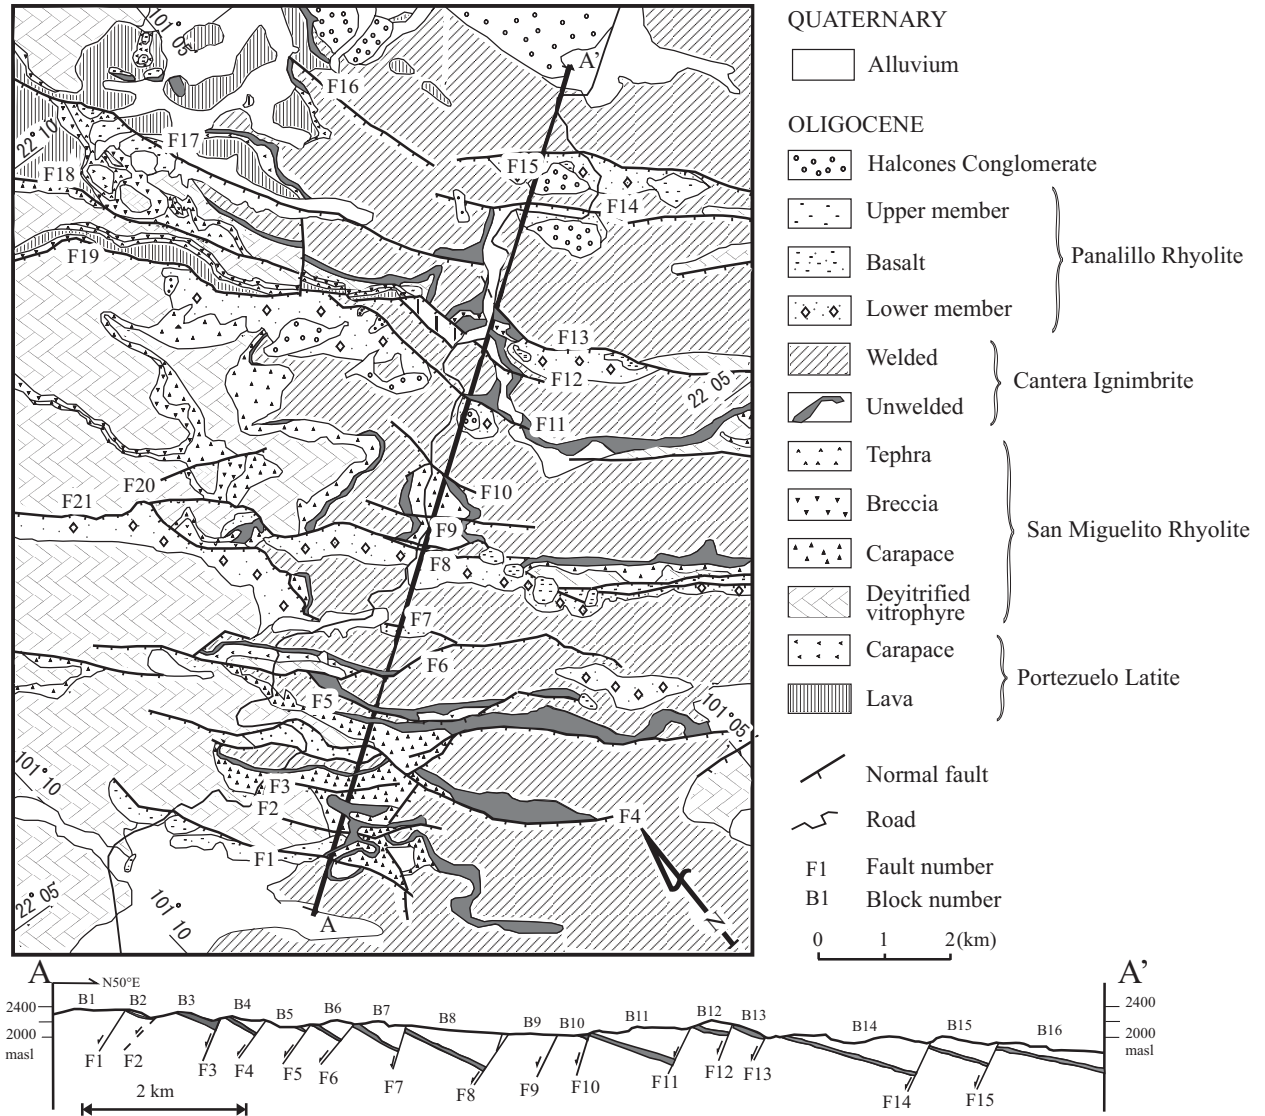 101° 05
22° 10
F16
A'
F17
F18
F15
F14
F19
F13
F12
22 05
F11
F20
F21
F10
F9
F8
F7
F6
F5
101° 05
101° 10
F3
F2
F4
F1
22° 05
101° 10
A
N
QUATERNARY
Alluvium
OLIGOCENE
Halcones Conglomerate
Upper member
Basalt
Lower member
Panalillo Rhyolite
Welded
Unwelded
Cantera Ignimbrite
Tephra
Breccia
Carapace
Deyitrified
vitrophyre
San Miguelito Rhyolite
Carapace
Lava
Portezuelo Latite
Normal fault
Road
F1 Fault number
B1 Block number
0 1 2(km)
A N50°E A'
2400
2000
masl
B1 B2 B3 B4 B5 B6 B7 B8 B9 B10 B11 B12 B13 B14 B15 B16
2400
2000
masl
F1 F2 F3 F4 F5 F6 F7 F8 F9 F10 F11 F12 F13 F14 F15
2 km